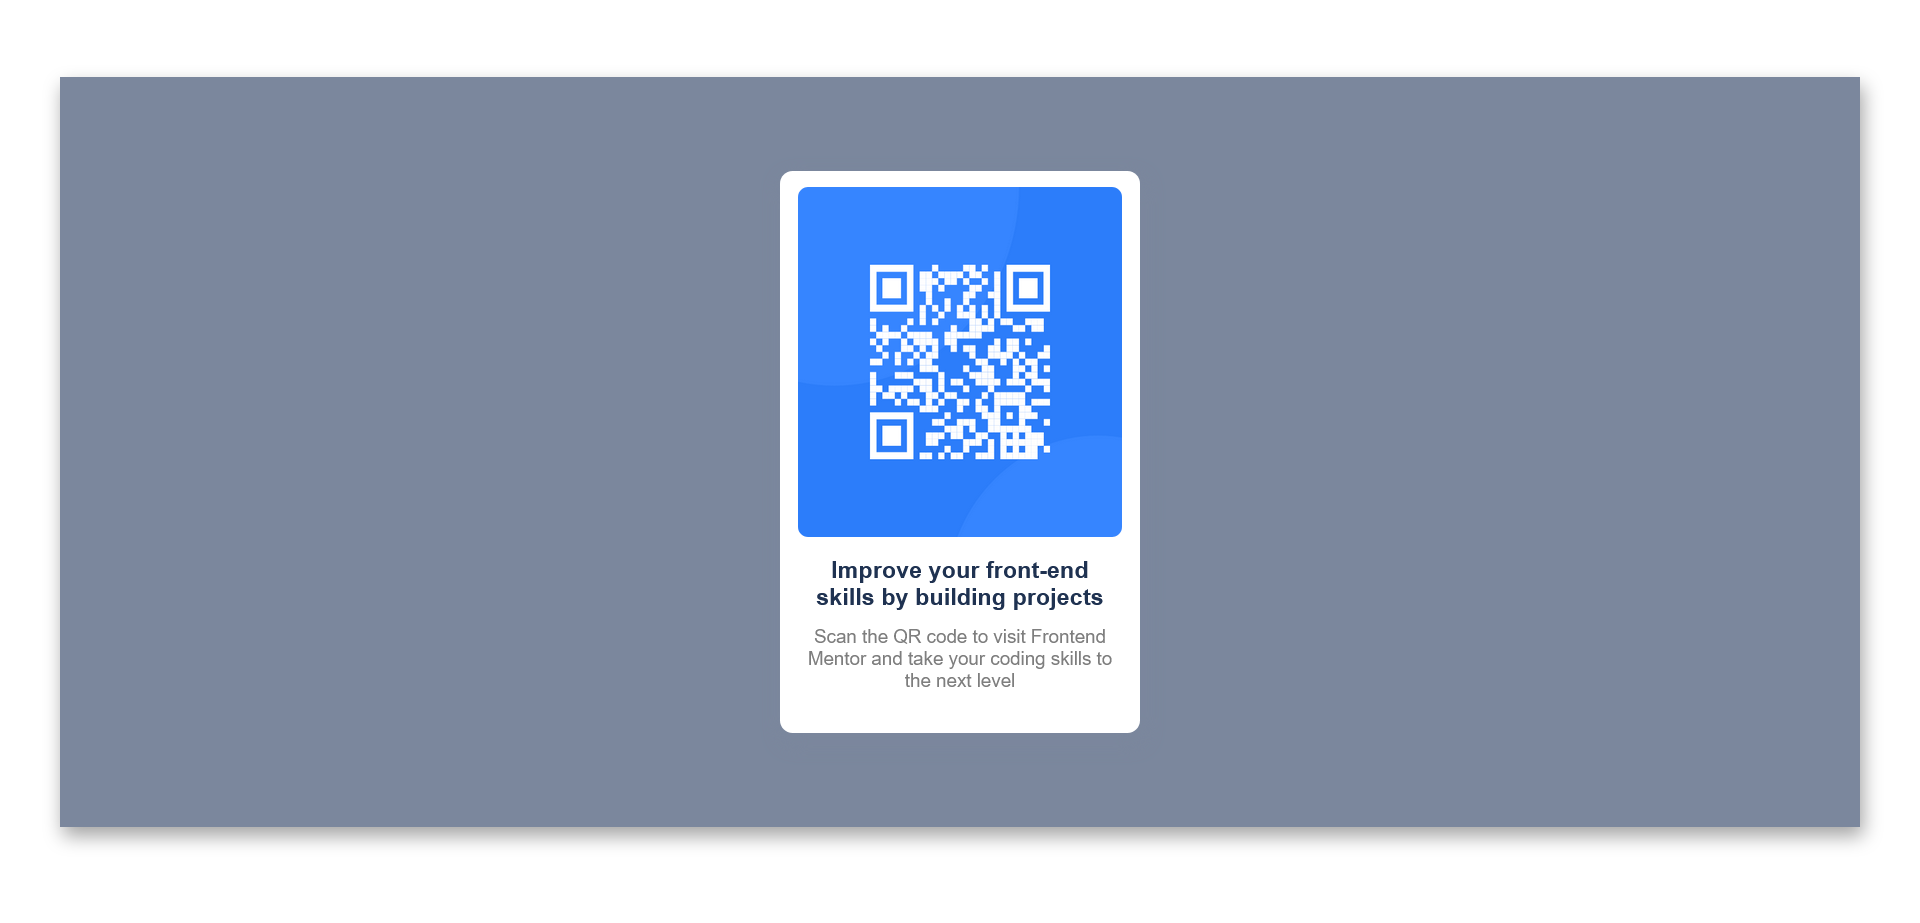 Improve your front-end
skills by building projects
Scan the QR code to visit Frontend
Mentor and take your coding skills to
the next level